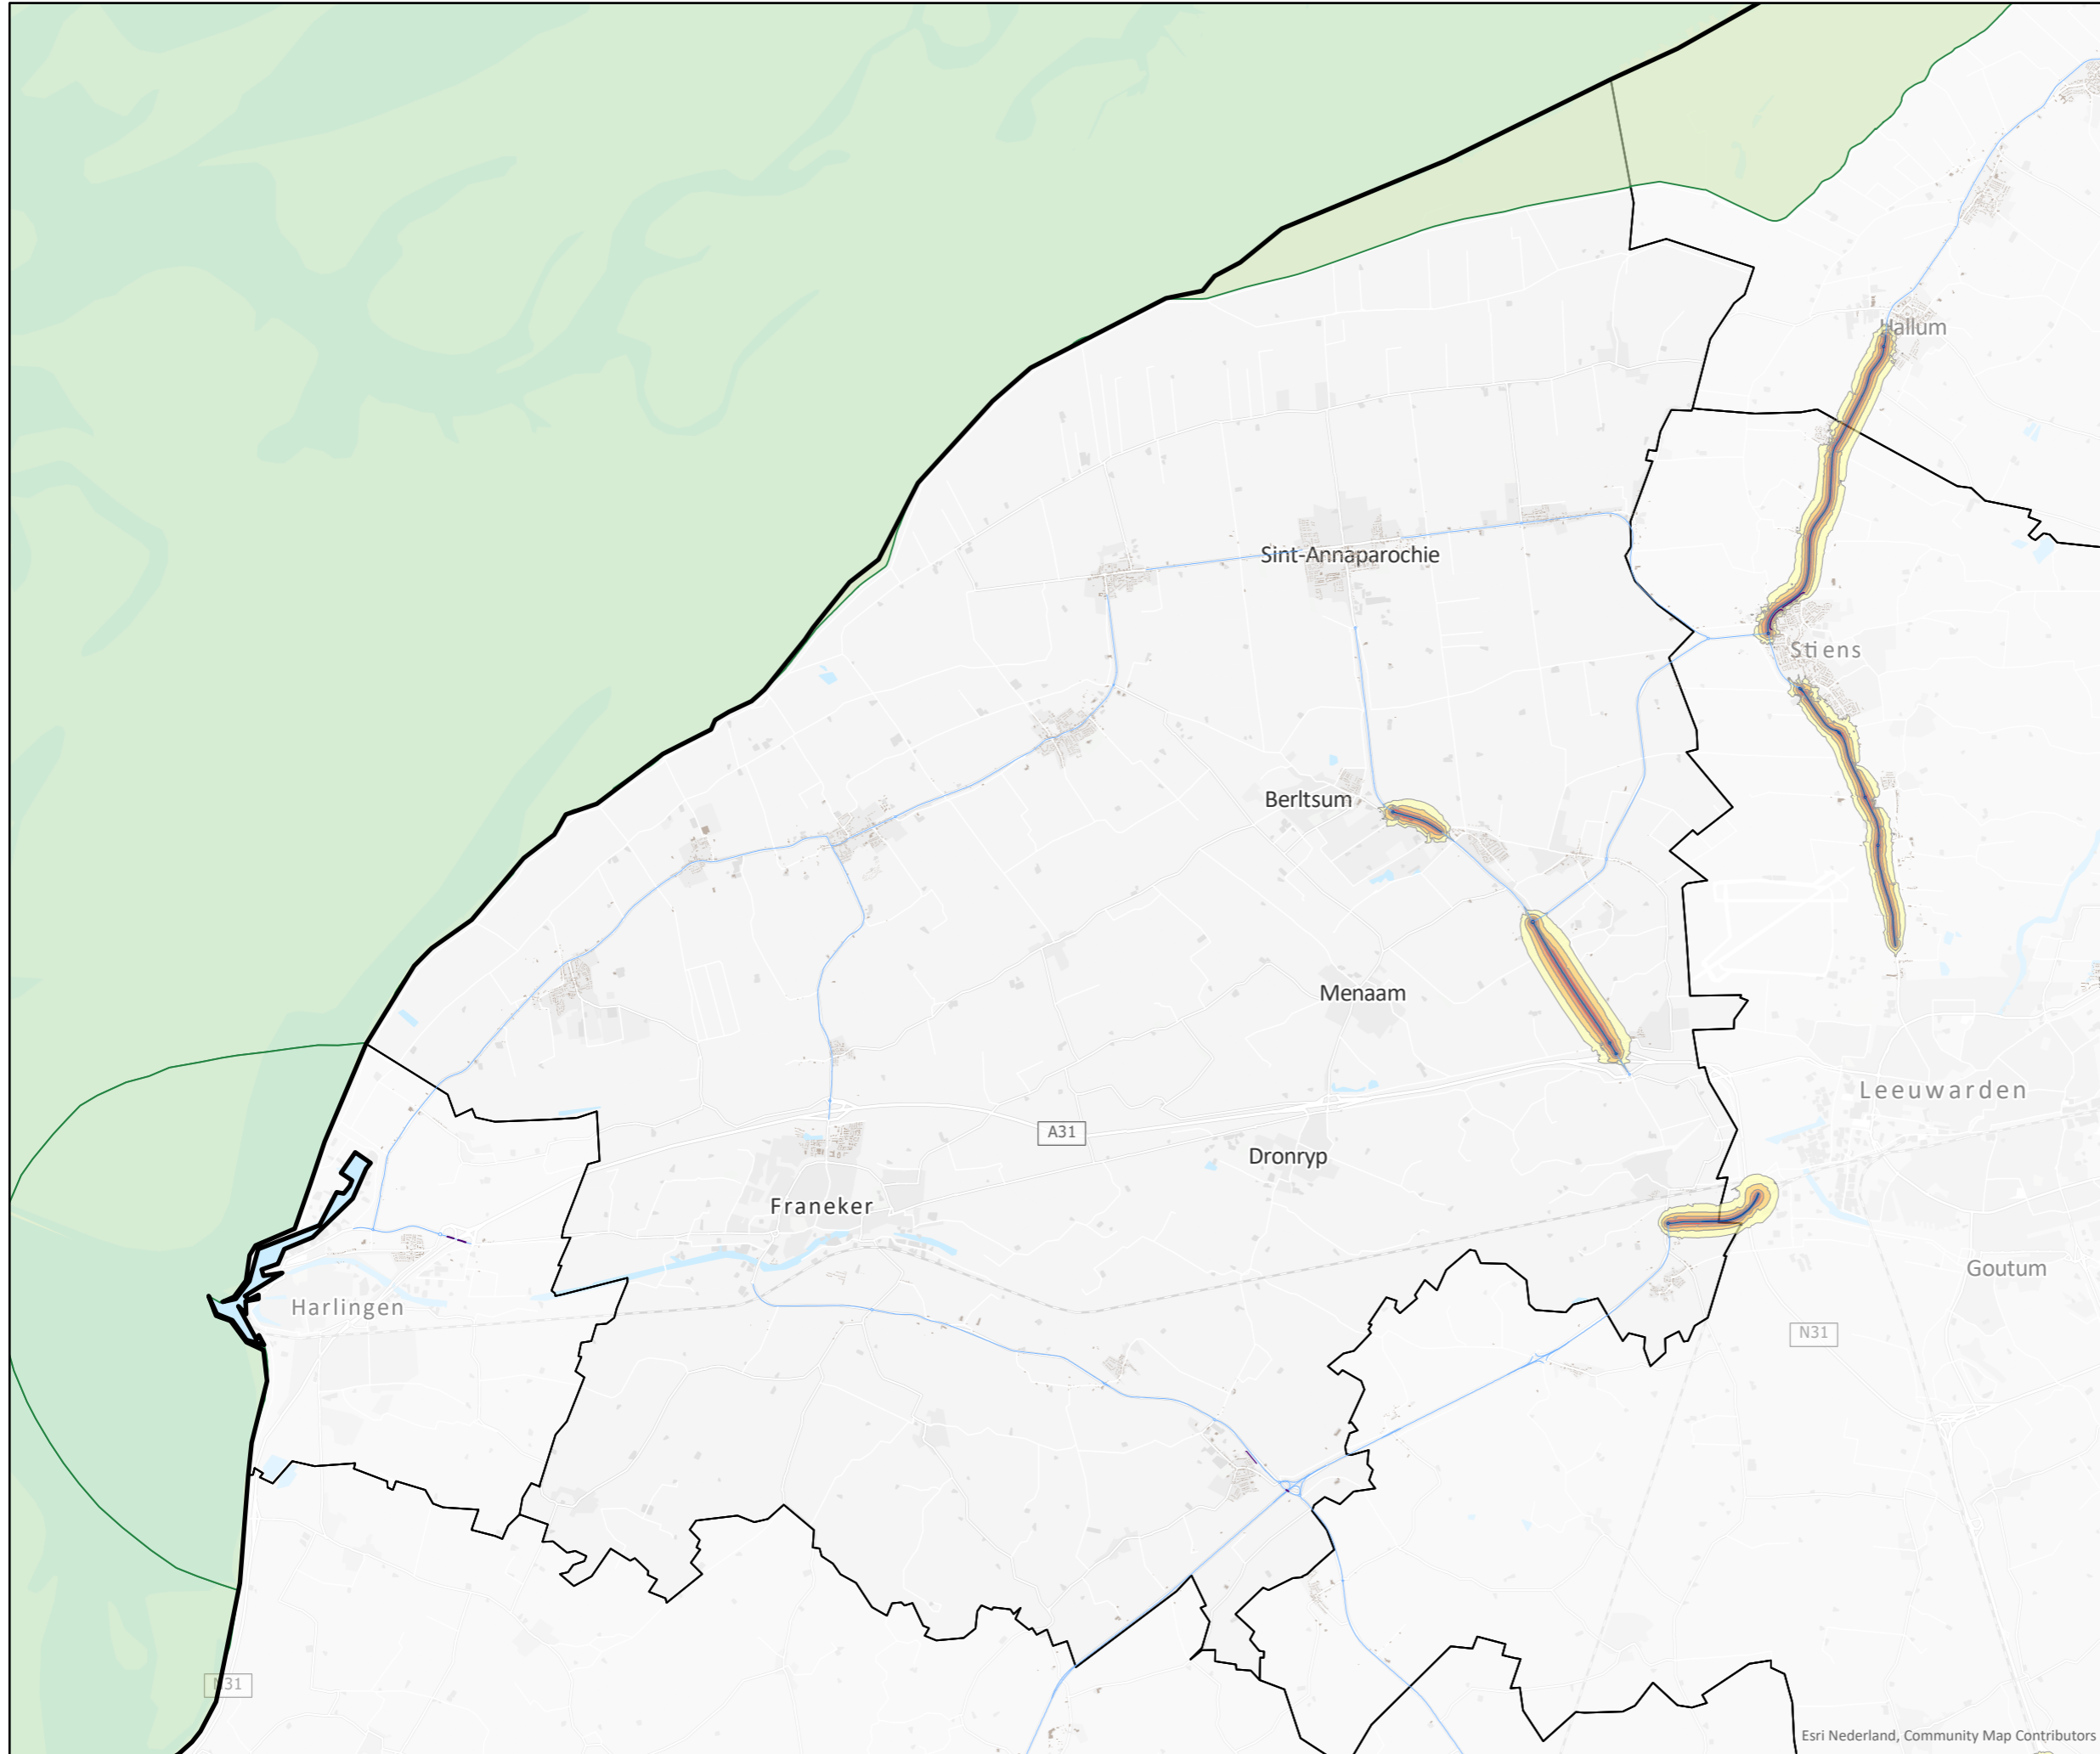 Hallum
Sint-Annaparochie
Stiens
Berltsum
Menaam
Leeuwarden
A31
Dronryp
Franeker
Goutum
Harlingen
N31
N31
Esri Nederland, Community Map Contributors